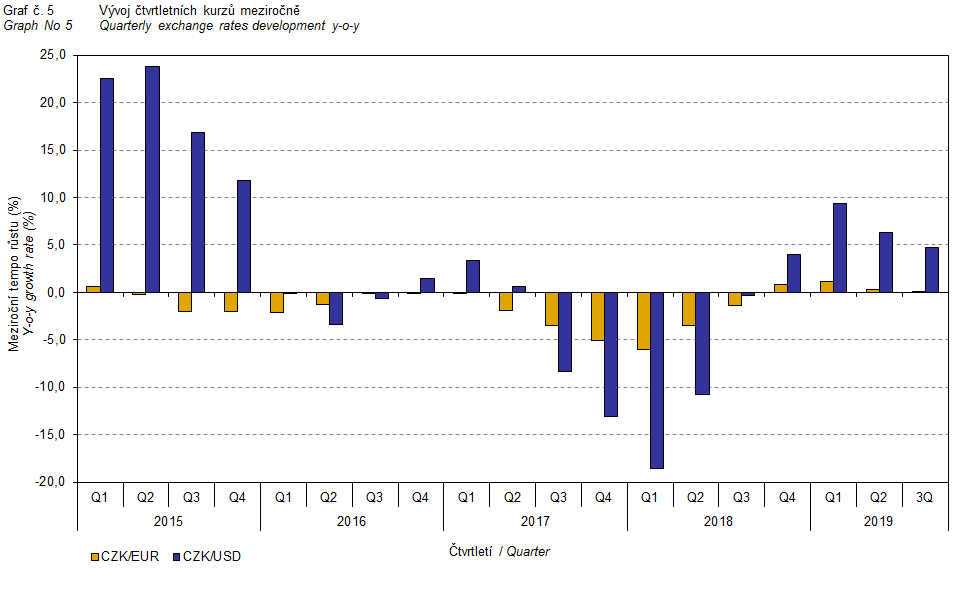 Graf č. 5 Vývoj čtvrtletních kurzů meziročně
Graph No 5 Quarterly exchange rates development y-o-y
25,0
20,0
15,0
10,0
5,0
0,0
-5,0
-10,0
-15,0
-20,0
Meziroční tempo růstu (%)
Y-o-y growth rate (%)
Q1 Q2 Q3 Q4 Q1 Q2 Q3 Q4 Q1 Q2 Q3 Q4 Q1 Q2 Q3 Q4 Q1 Q2 3Q
2015 2016 2017 2018 2019
Čtvrtletí / Quarter
CZK/EUR CZK/USD